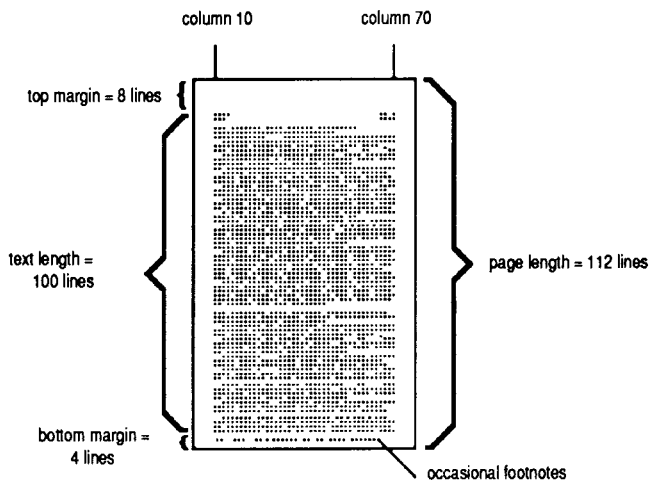 column 10
column 70
top margin = 8 lines
text length =
100 lines
page length = 112 lines
bottom margin =
4 lines
occasional footnotes